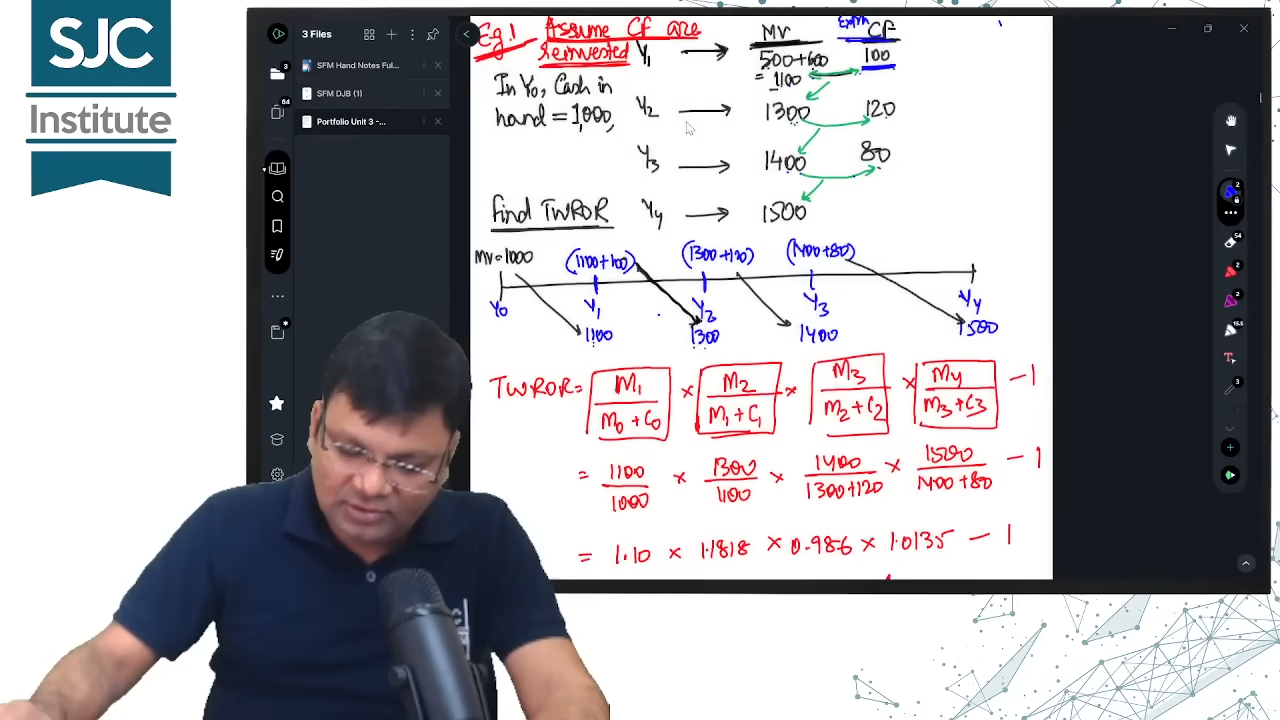 SJC
Institute
3 Files
SFM Hand Notes Ful...
SFM DJB (1)
Portfolio Unit 3 -...
Eg.1 Assume CF are
reinvested
In Y0, Cash in
hand = 1,000,
MV Extra CF
Y1 → 500+600 100
= 1100
Y2 → 1300 120
Y3 → 1400 80
Find TWROR Y4 → 1500
MV=1000 (1100+100) (1300+120) (1400+80)
Y0 Y1 Y2 Y3 Y4
1100 1300 1400 1500
TWROR = M1/(M0+C0) × M2/(M1+C1) × M3/(M2+C2) × M4/(M3+C3) - 1
= 1100/1000 × 1300/1100 × 1400/(1300+120) × 1500/(1400+80) - 1
= 1.10 × 1.1818 × 0.986 × 1.0135 - 1